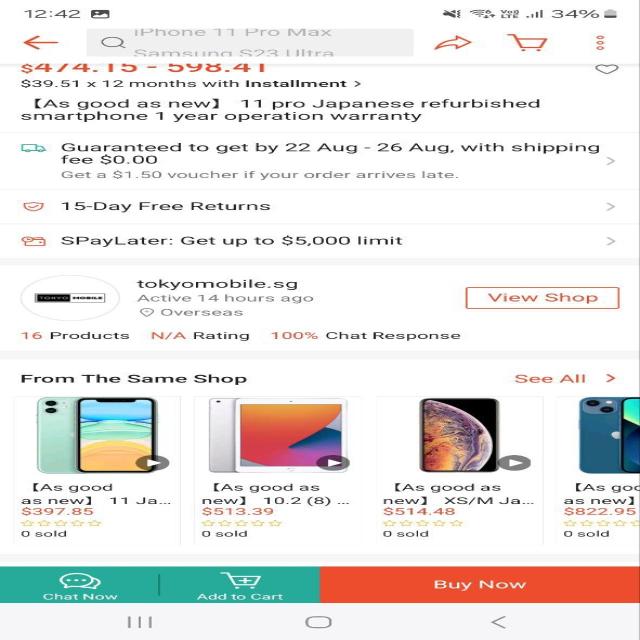 12:42
34%
iPhone 11 Pro Max
Samsung S23 Ultra
$474.15 - 598.41
$39.51 x 12 months with Installment >
【As good as new】 11 pro Japanese refurbished
smartphone 1 year operation warranty
Guaranteed to get by 22 Aug - 26 Aug, with shipping
fee $0.00
Get a $1.50 voucher if your order arrives late.
15-Day Free Returns
SPayLater: Get up to $5,000 limit
TOKYO MOBILE
tokyomobile.sg
Active 14 hours ago
Overseas
View Shop
16 Products N/A Rating 100% Chat Response
From The Same Shop
See All >
【As good
as new】 11 Ja...
$397.85
0 sold
【As good
as new】 10.2 (8) ...
$513.39
0 sold
【As good
as new】 XS/M Ja...
$514.48
0 sold
【As goo
as new】
$822.95
0 sold
Chat Now
Add to Cart
Buy Now